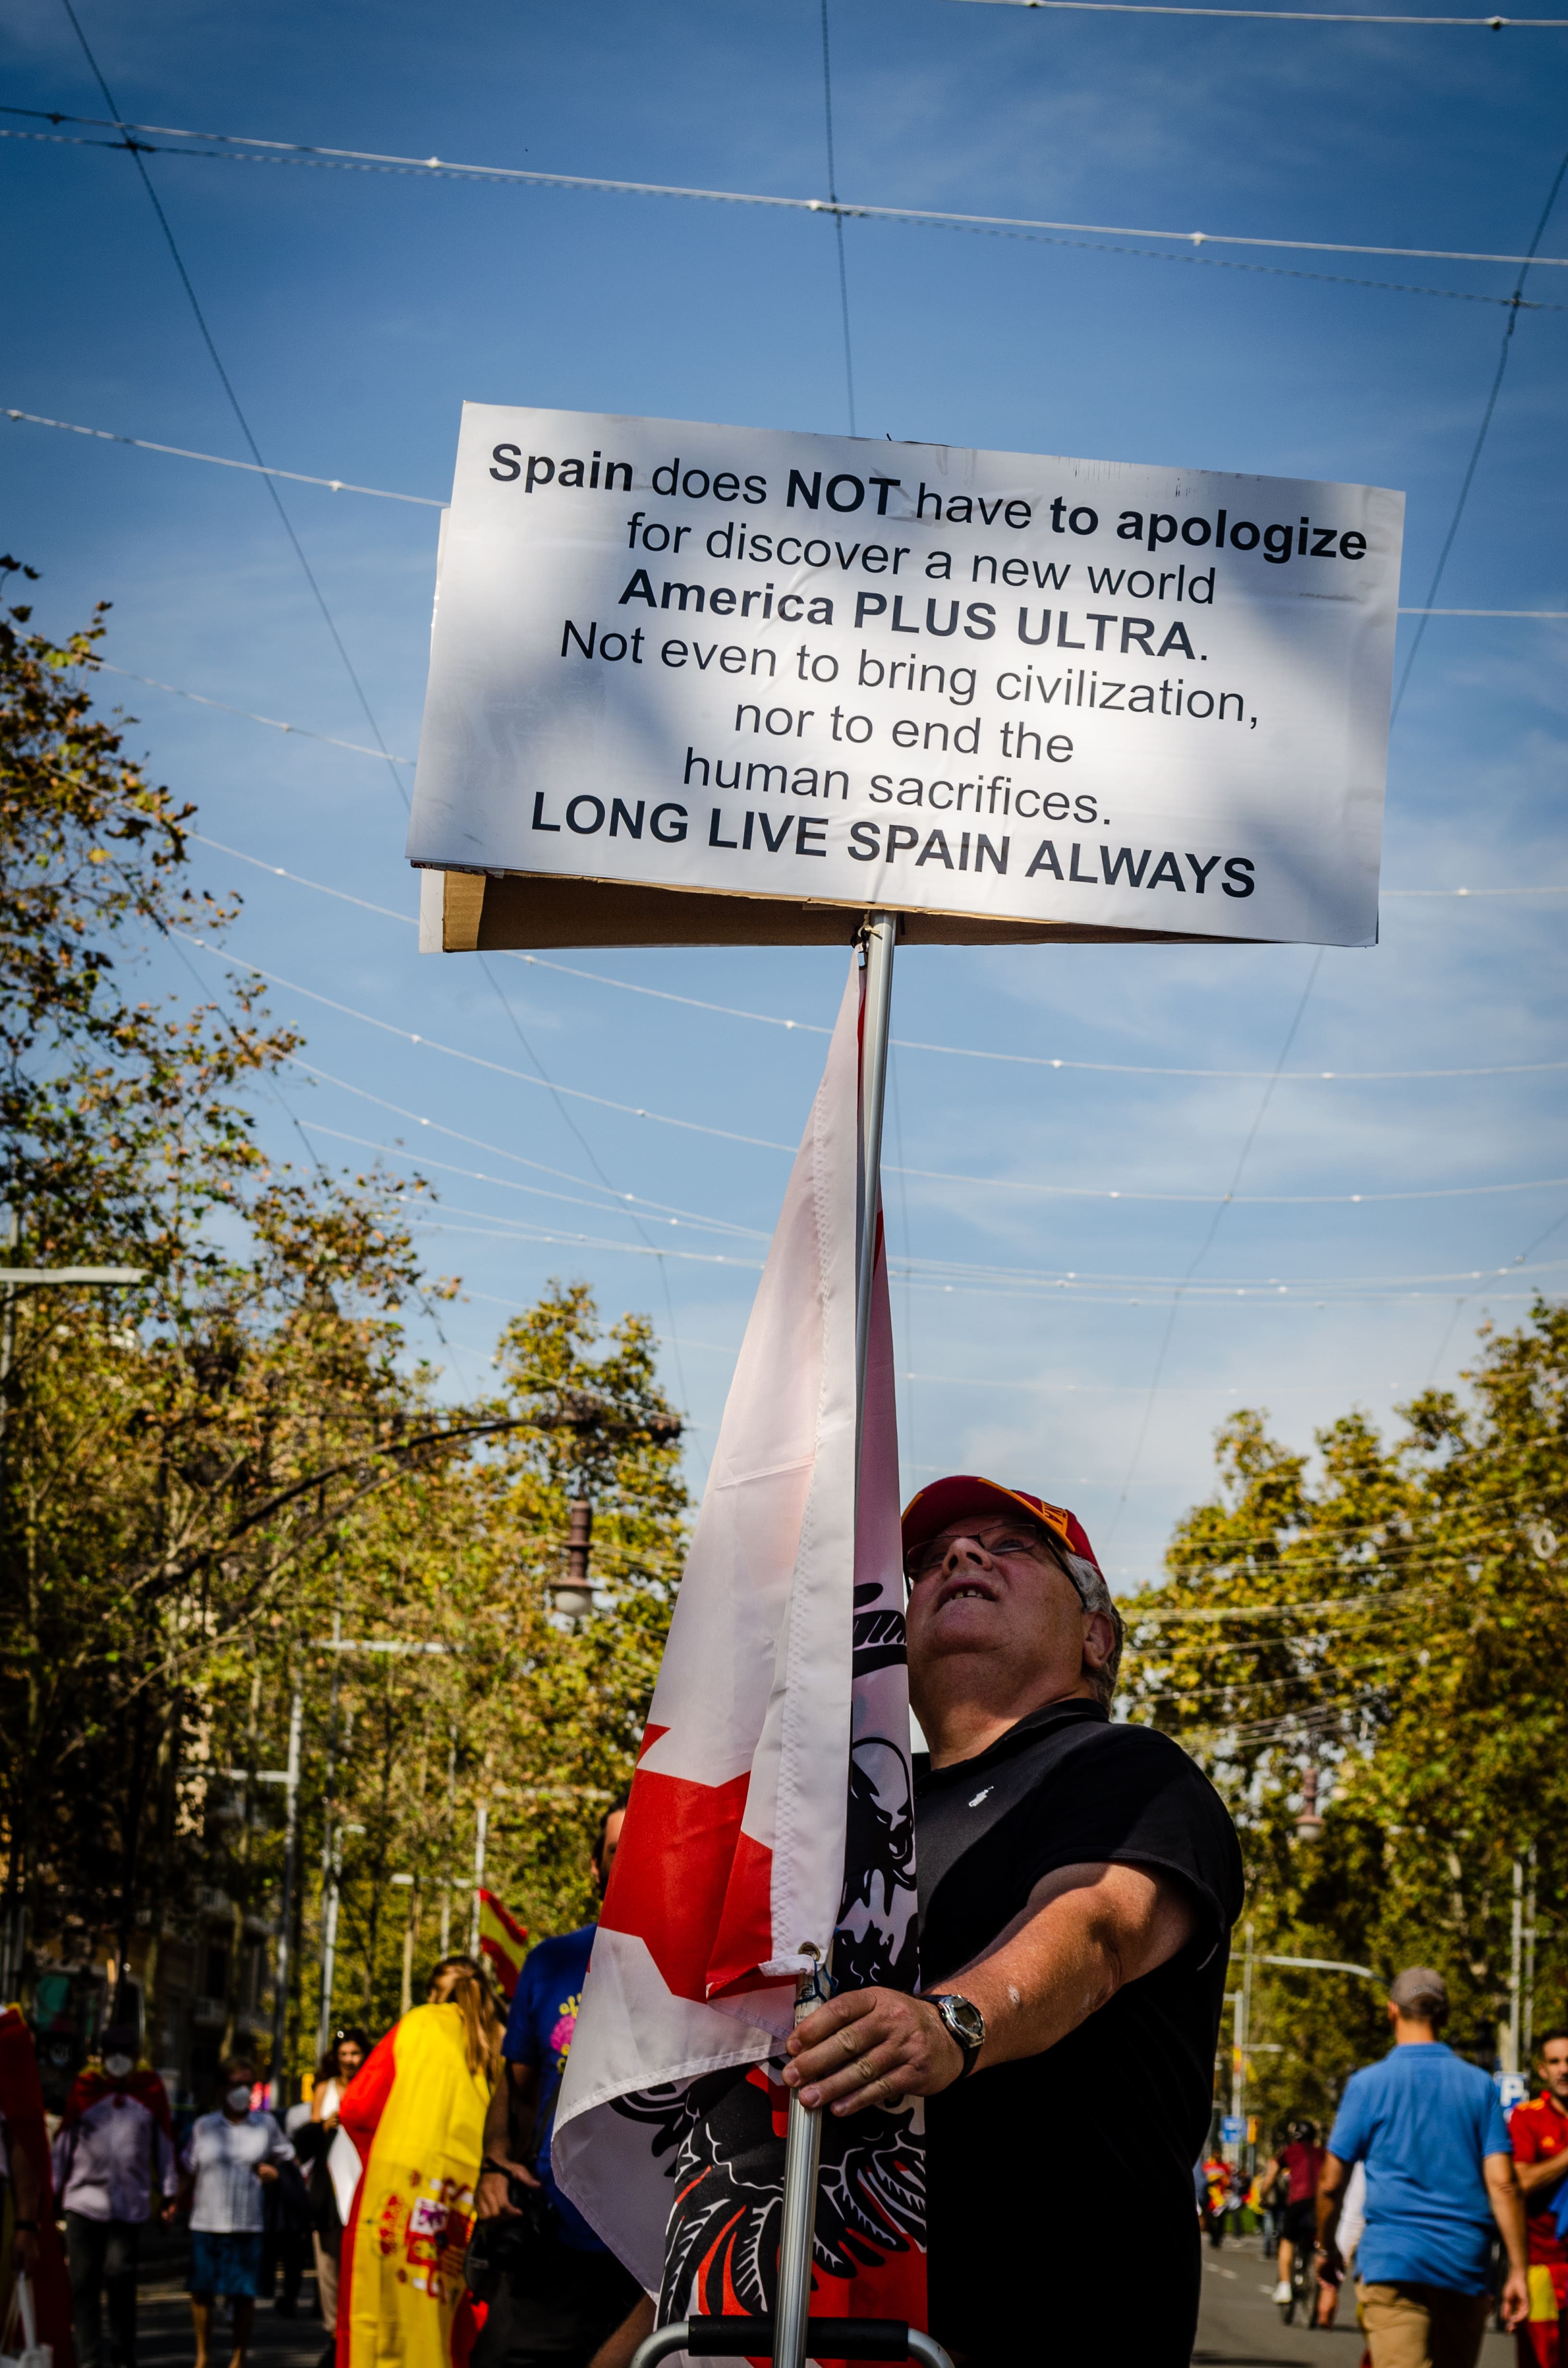 Spain does NOT have to apologize
for discover a new world
America PLUS ULTRA.
Not even to bring civilization,
nor to end the
human sacrifices.
LONG LIVE SPAIN ALWAYS
P